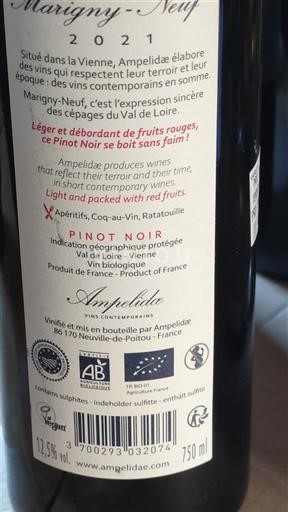 Marigny-Neuf
2021
Situé dans la Vienne, Ampelidæ élabore
des vins qui respectent leur terroir et leur
époque : des vins contemporains en somme.
Marigny-Neuf, c'est l'expression sincère
des cépages du Val de Loire.
Léger et débordant de fruits rouges,
ce Pinot Noir se boit sans faim !
Ampelidæ produces wines
that reflect their terroir and their time,
in short contemporary wines.
Light and packed with red fruits.
Apéritifs, Coq-au-Vin, Ratatouille
PINOT NOIR
Indication géographique protégée
Val de Loire - Vienne
Vin biologique
Produit de France - Product of France
Ampelidæ
VINS CONTEMPORAINS
Vinifié et mis en bouteille par Ampelidæ
86 170 Neuville-de-Poitou - France
CERTIFIÉ
AB
AGRICULTURE
BIOLOGIQUE
FR-BIO-01
Agriculture France
contains sulphites - indeholder sulfitte - enthält sulfite
Vegan
12,5% vol.
3 700293 032074
750 ml
www.ampelidae.com